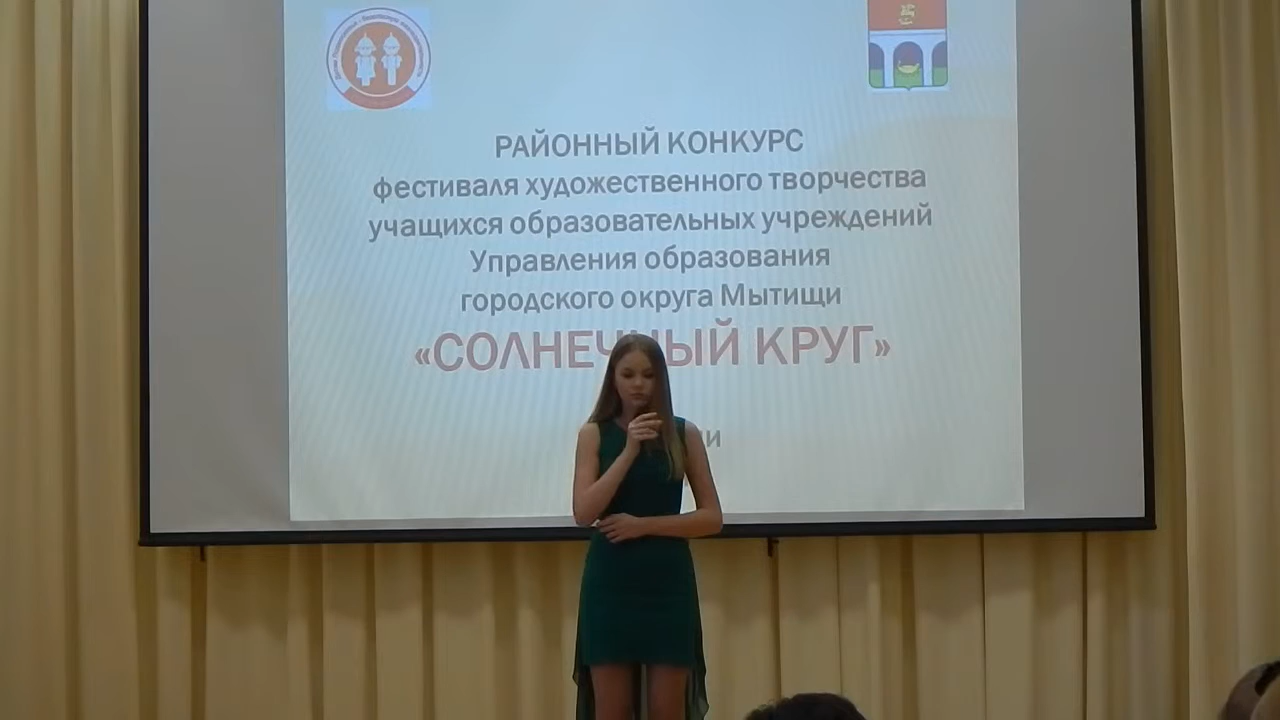 РАЙОННЫЙ КОНКУРС
фестиваля художественного творчества
учащихся образовательных учреждений
Управления образования
городского округа Мытищи
«СОЛНЕЧНЫЙ КРУГ»